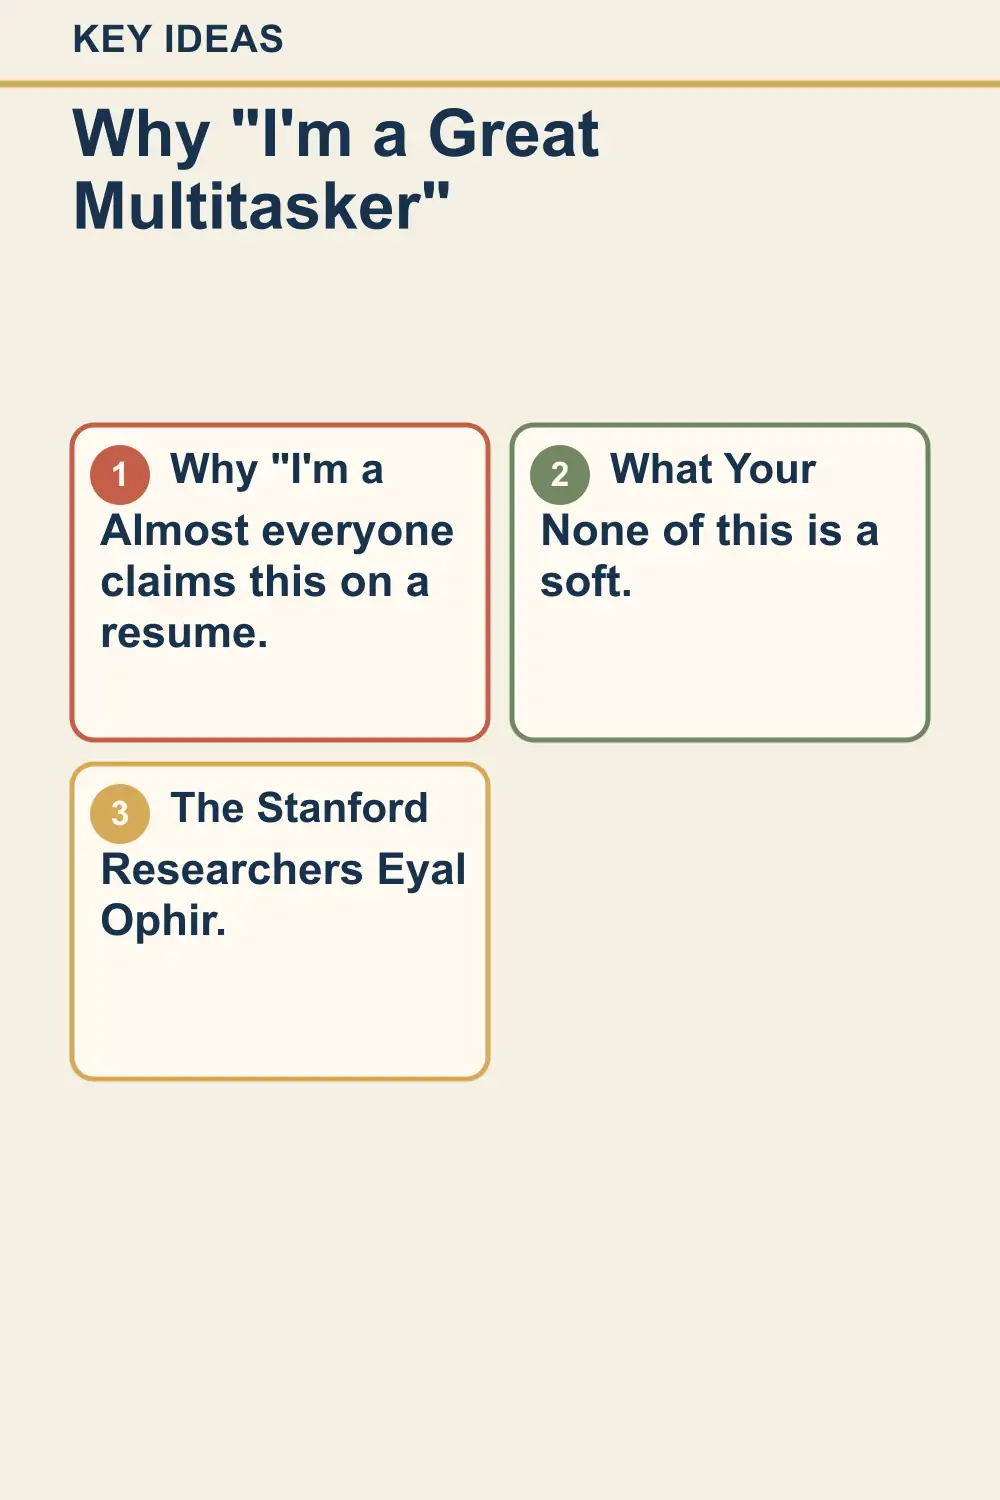 KEY IDEAS
Why "I'm a Great
Multitasker"
1 Why "I'm a
Almost everyone
claims this on a
resume.
2 What Your
None of this is a
soft.
3 The Stanford
Researchers Eyal
Ophir.